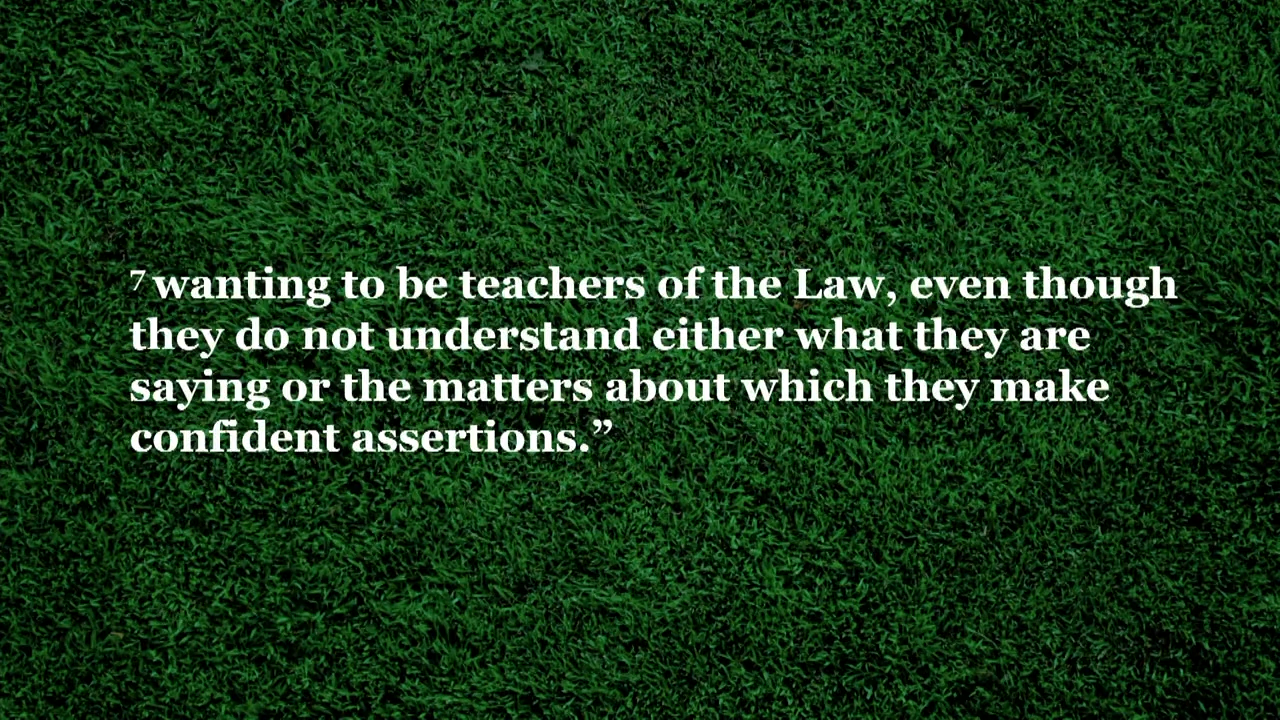 7 wanting to be teachers of the Law, even though
they do not understand either what they are
saying or the matters about which they make
confident assertions.”